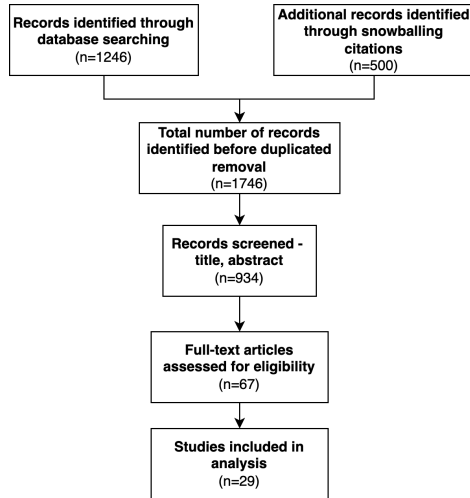 Records identified through
database searching
(n=1246)
Additional records identified
through snowballing
citations
(n=500)
Total number of records
identified before duplicated
removal
(n=1746)
Records screened -
title, abstract
(n=934)
Full-text articles
assessed for eligibility
(n=67)
Studies included in
analysis
(n=29)